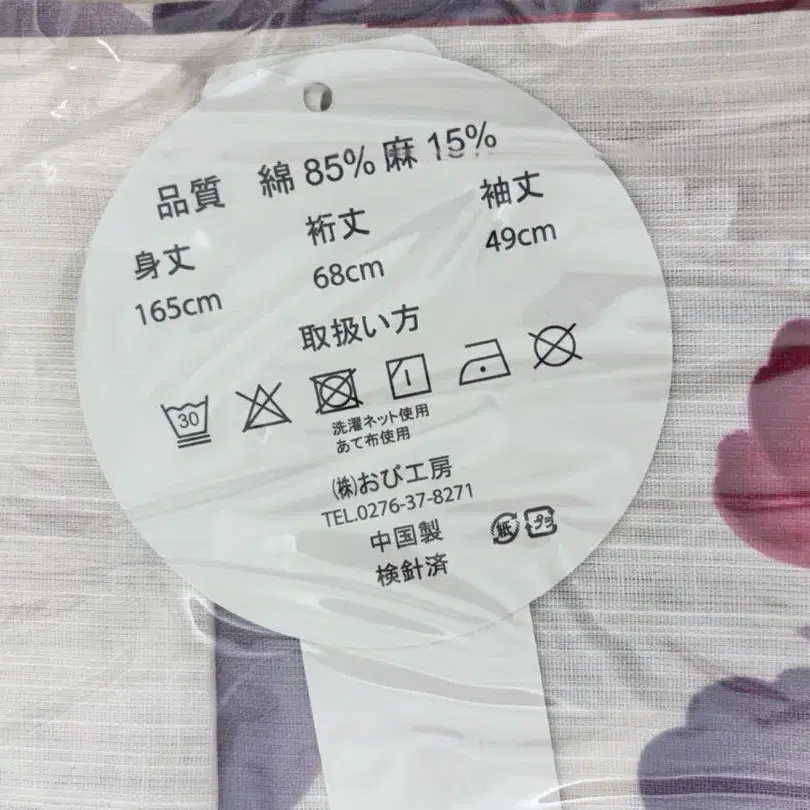 品質 綿 85% 麻 15%
身丈 裄丈 袖丈
165cm 68cm 49cm
取扱い方
30
洗濯ネット使用
あて布使用
㈱おび工房
TEL.0276-37-8271
中国製
検針済
紙 プラ